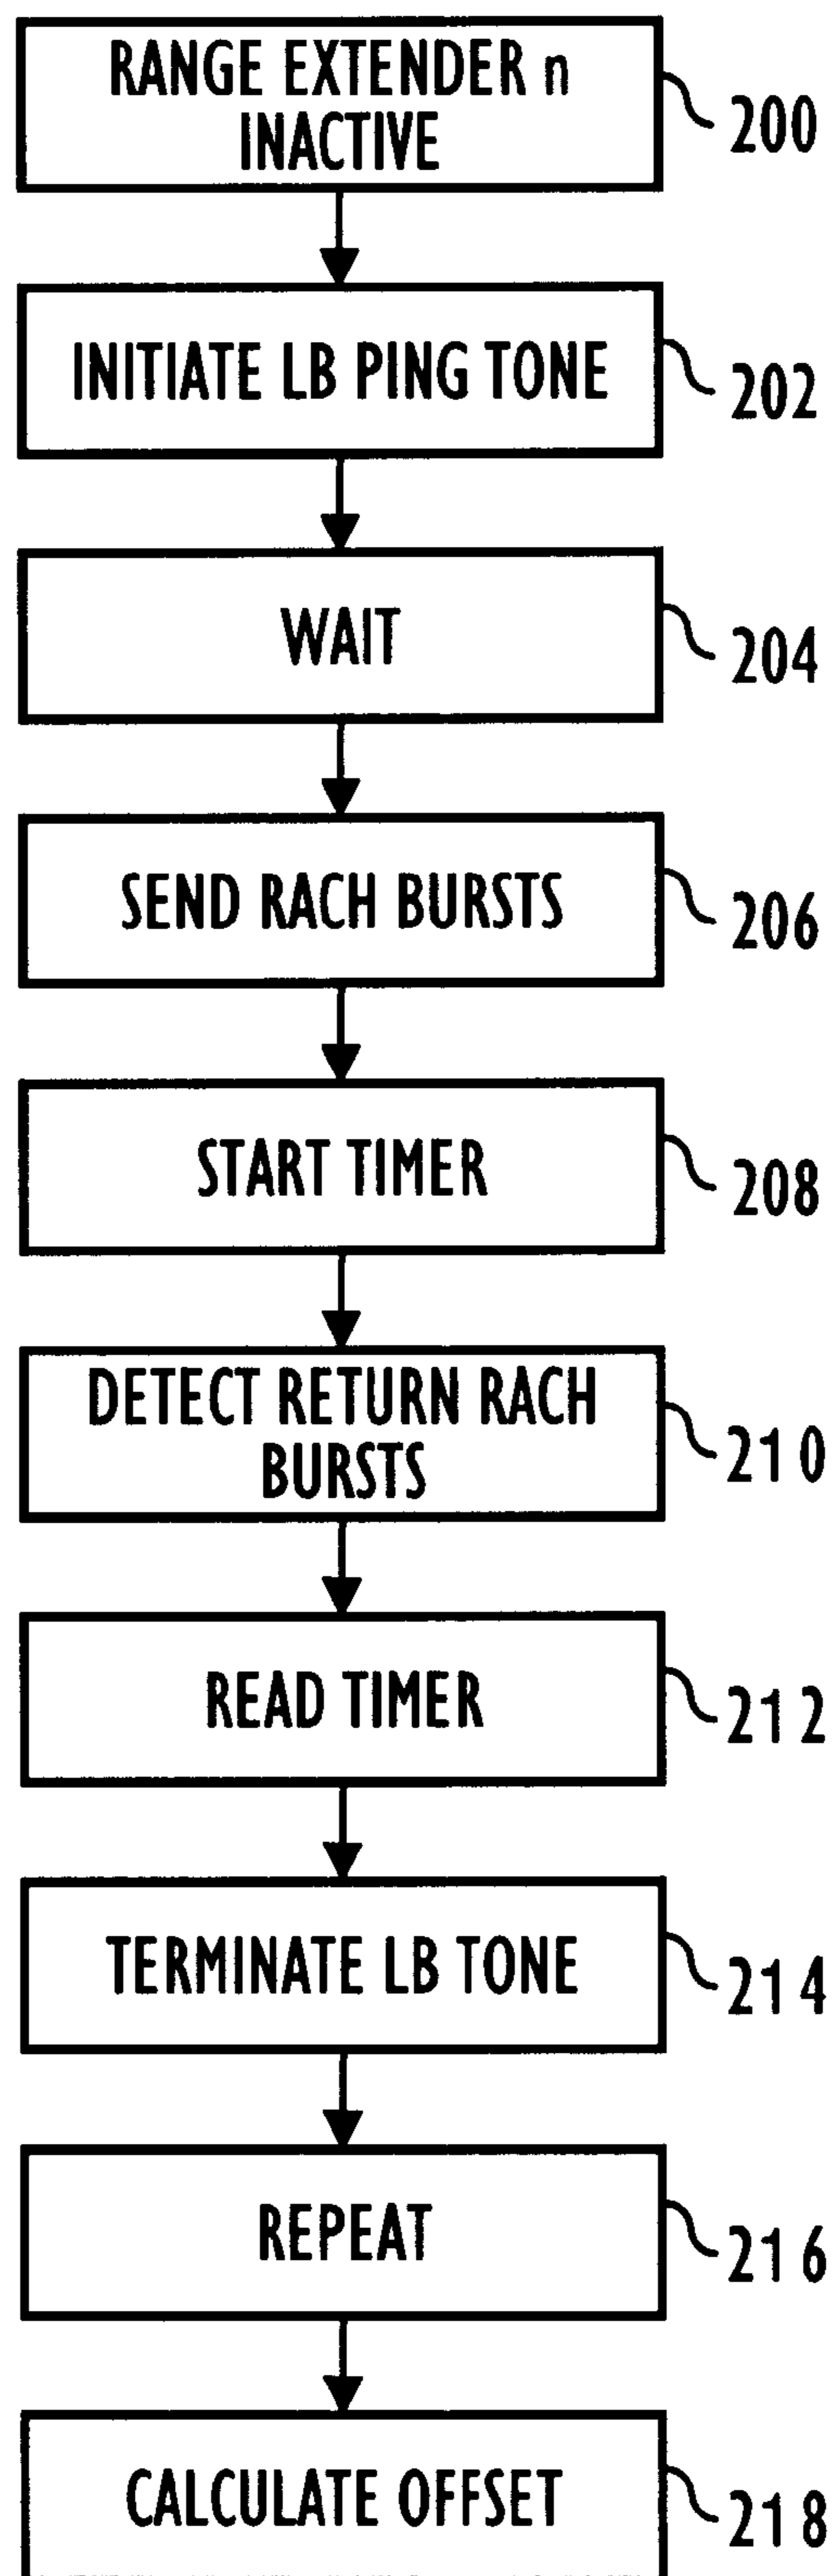 RANGE EXTENDER n
INACTIVE
200
INITIATE LB PING TONE
202
WAIT
204
SEND RACH BURSTS
206
START TIMER
208
DETECT RETURN RACH
BURSTS
210
READ TIMER
212
TERMINATE LB TONE
214
REPEAT
216
CALCULATE OFFSET
218